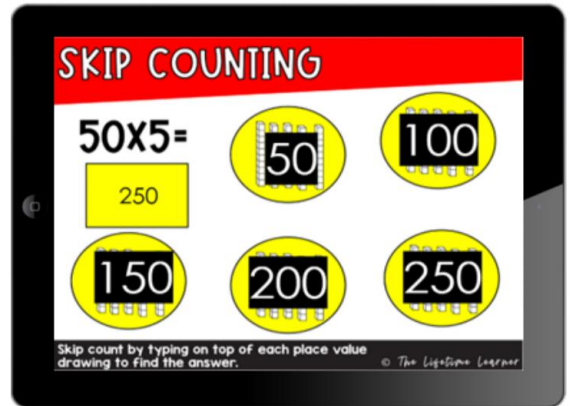 SKIP COUNTING
50X5=
250
50
100
150
200
250
Skip count by typing on top of each place value
drawing to find the answer.
© The Lifetime Learner